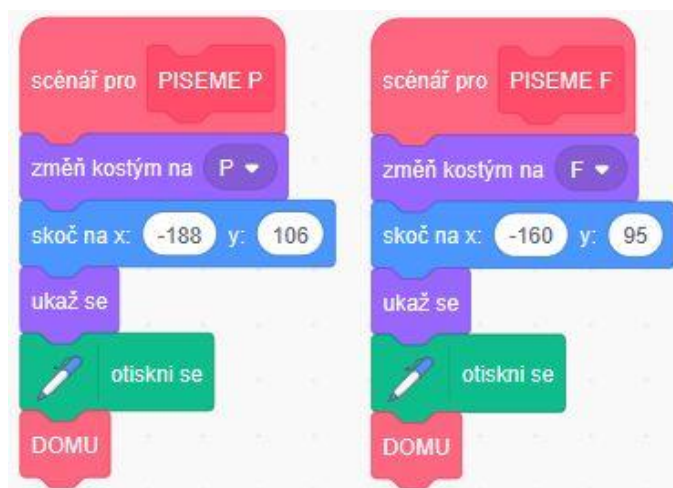 scénář pro PISEME P
změň kostým na P
skoč na x: -188 y: 106
ukaž se
otiskni se
DOMU
scénář pro PISEME F
změň kostým na F
skoč na x: -160 y: 95
ukaž se
otiskni se
DOMU